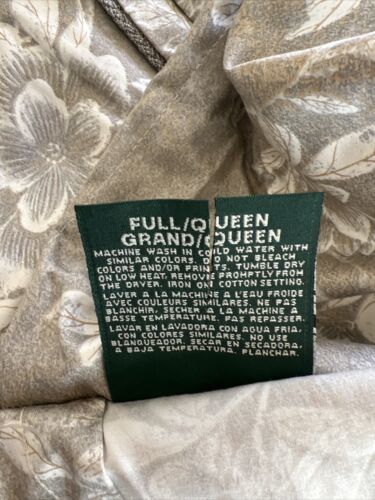 FULL/QUEEN
GRAND/QUEEN
MACHINE WASH IN COLD WATER WITH
SIMILAR COLORS. DO NOT BLEACH
COLORS AND/OR PRINTS. TUMBLE DRY
ON LOW HEAT. REMOVE PROMPTLY FROM
THE DRYER. IRON ON COTTON SETTING.
LAVER A LA MACHINE A L'EAU FROIDE
AVEC COULEURS SIMILAIRES. NE PAS
BLANCHIR, SECHER A LA MACHINE A
BASSE TEMPERATURE. PAS REPASSER.
LAVAR EN LAVADORA CON AGUA FRIA,
CON COLORES SIMILARES. NO USE
BLANQUEADOR. SECAR EN SECADORA,
A BAJA TEMPERATURA. PLANCHAR.